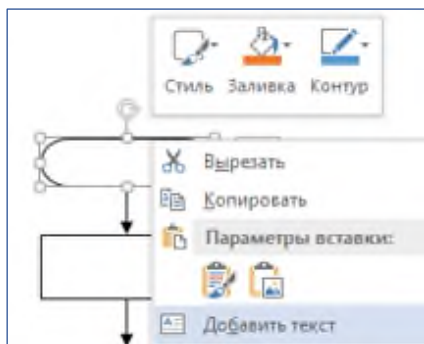 Стиль Заливка Контур
Вырезать
Копировать
Параметры вставки:
Добавить текст